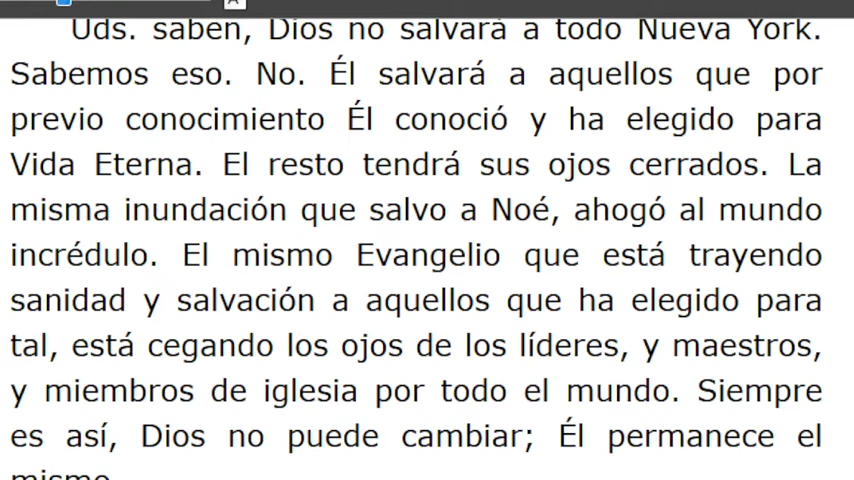 Uds. saben, Dios no salvará a todo Nueva York.
Sabemos eso. No. Él salvará a aquellos que por
previo conocimiento Él conoció y ha elegido para
Vida Eterna. El resto tendrá sus ojos cerrados. La
misma inundación que salvo a Noé, ahogó al mundo
incrédulo. El mismo Evangelio que está trayendo
sanidad y salvación a aquellos que ha elegido para
tal, está cegando los ojos de los líderes, y maestros,
y miembros de iglesia por todo el mundo. Siempre
es así, Dios no puede cambiar; Él permanece el
mismo.